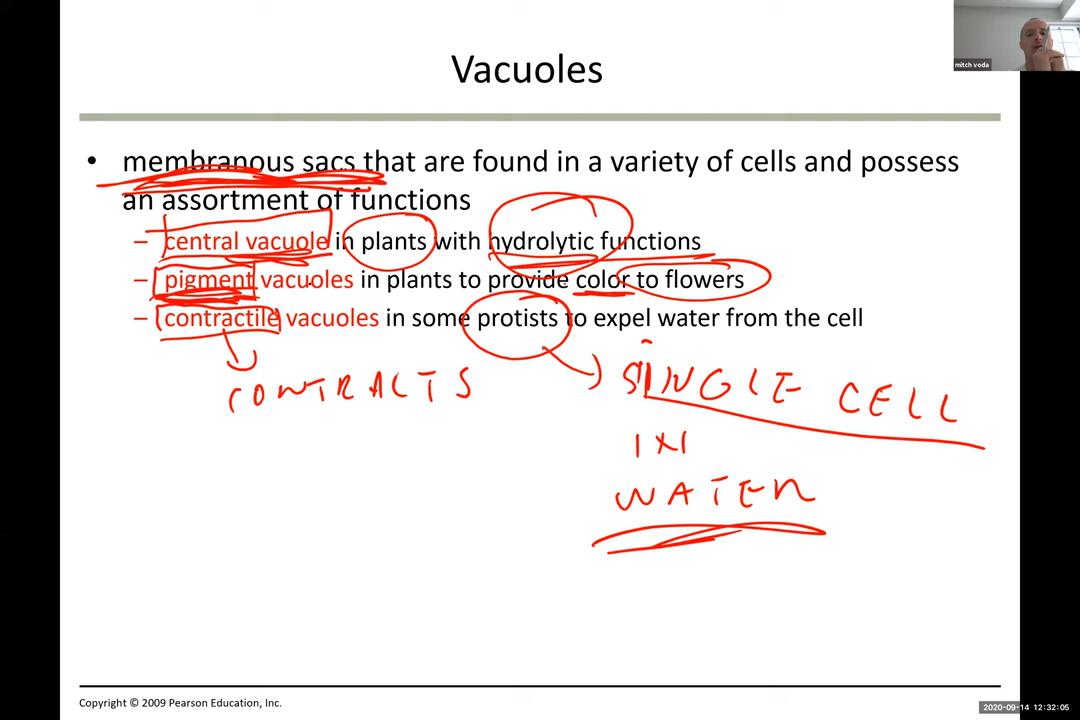 mitch voda
Vacuoles
• membranous sacs that are found in a variety of cells and possess
an assortment of functions
– central vacuole in plants with hydrolytic functions
– pigment vacuoles in plants to provide color to flowers
– contractile vacuoles in some protists to expel water from the cell
CONTRACTS
SINGLE CELL
IN
WATER
Copyright © 2009 Pearson Education, Inc.
2020-09-14 12:32:05